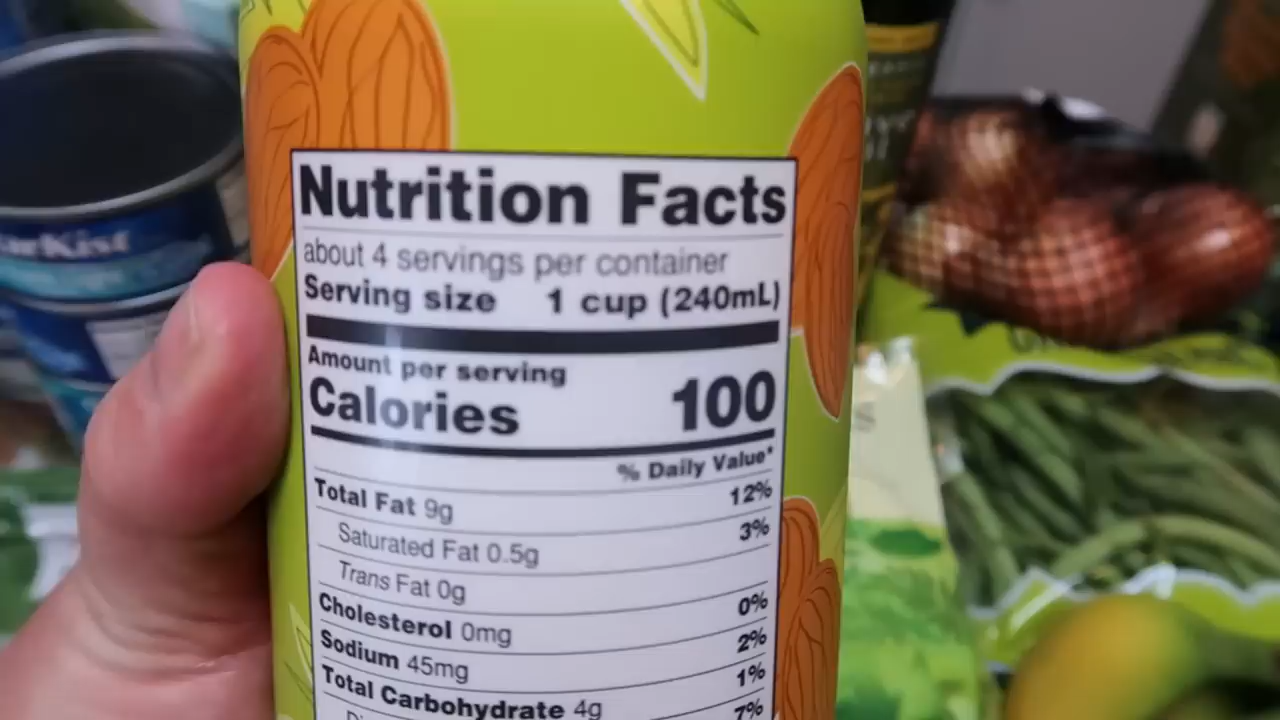 Nutrition Facts
about 4 servings per container
Serving size 1 cup (240mL)
Amount per serving
Calories 100
% Daily Value*
Total Fat 9g 12%
Saturated Fat 0.5g 3%
Trans Fat 0g
Cholesterol 0mg 0%
Sodium 45mg 2%
Total Carbohydrate 4g 1%
7%
arKist